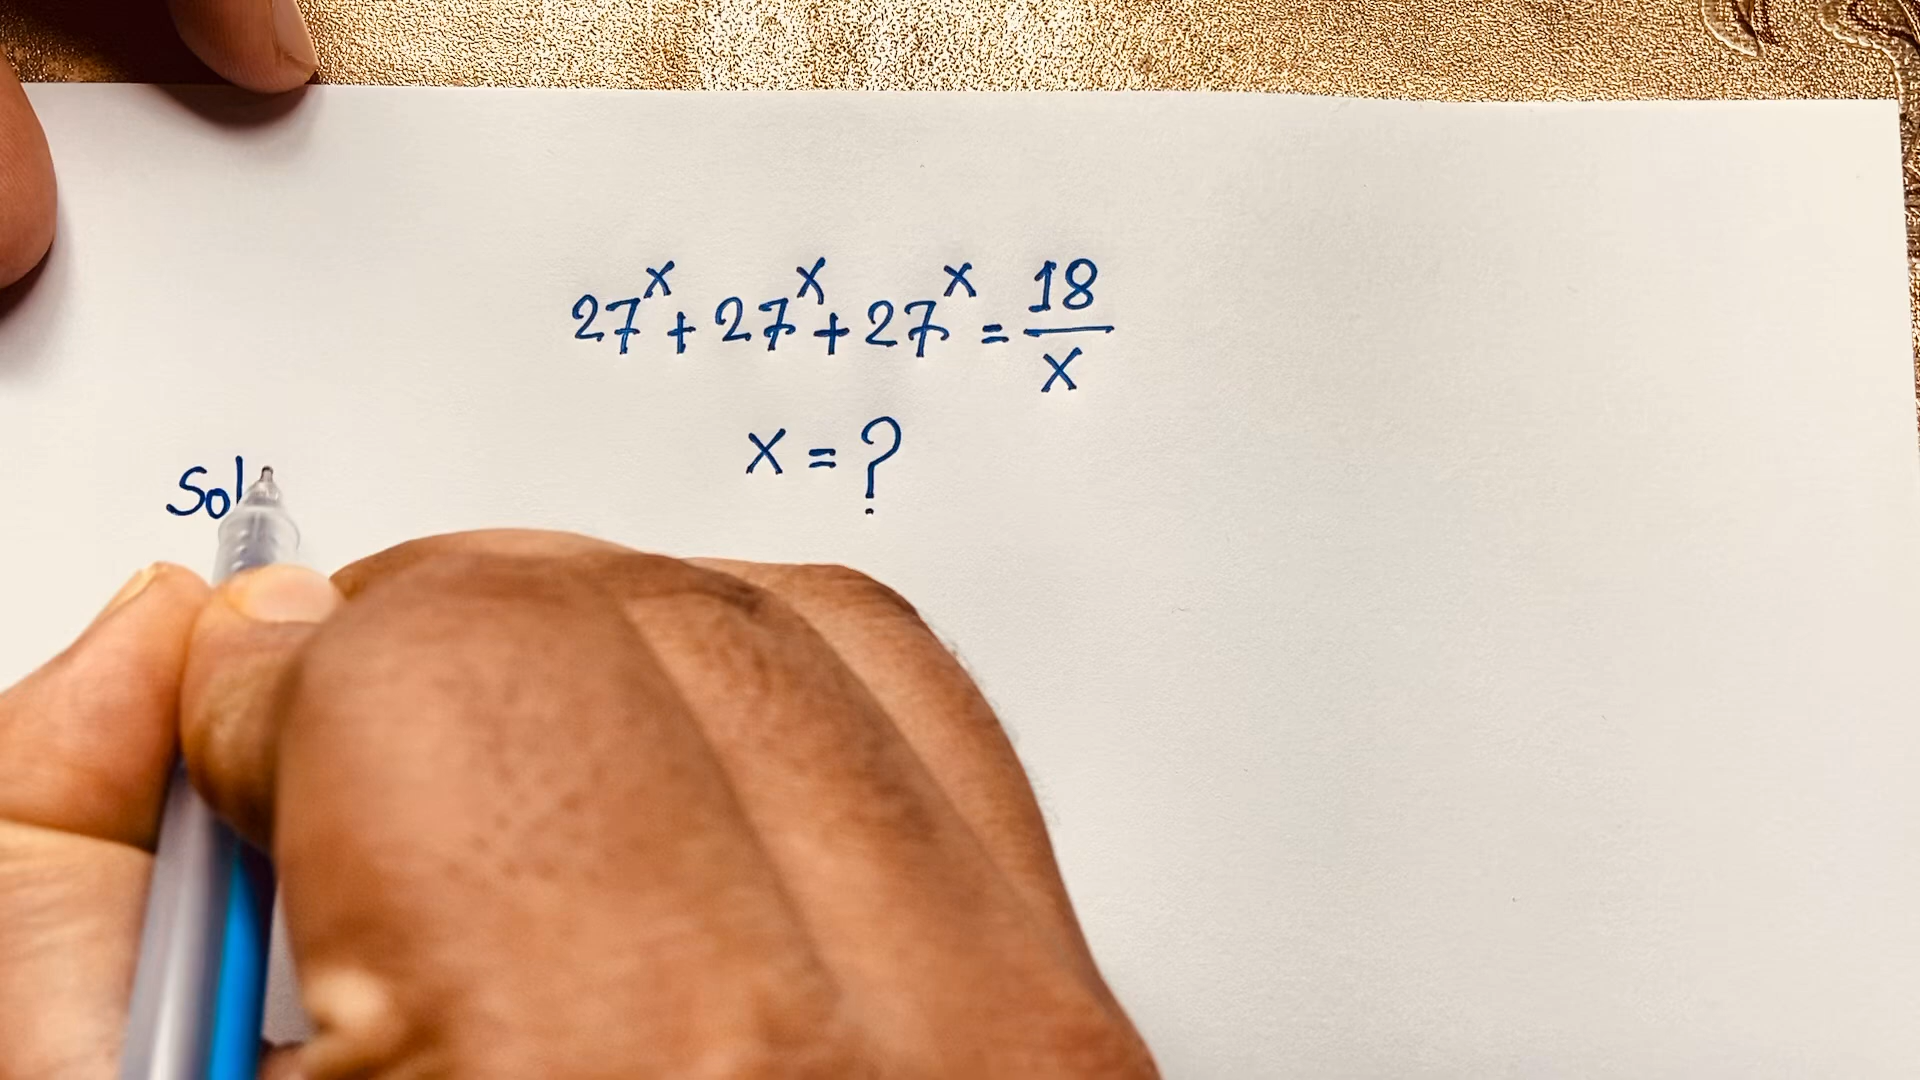 27^x + 27^x + 27^x = 18/x
x = ?
Sol